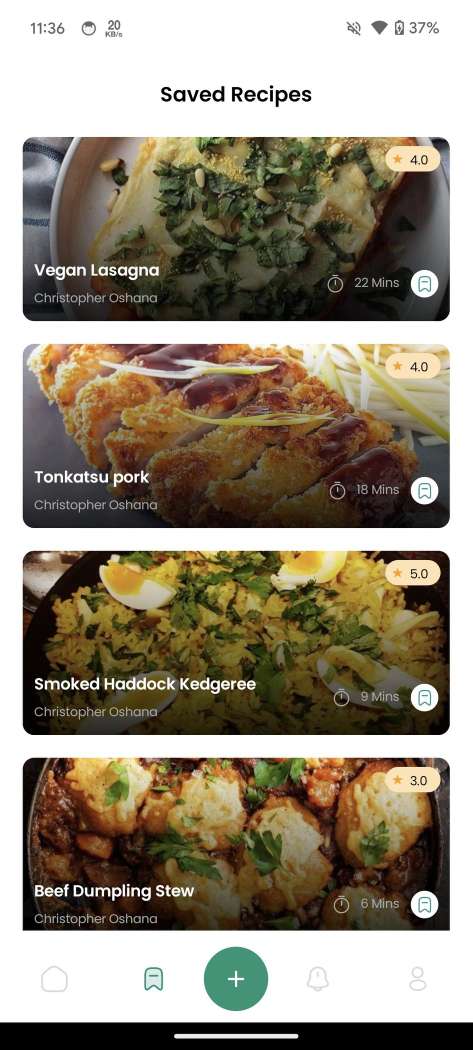 11:36 20 KB/s 37%
Saved Recipes
4.0
Vegan Lasagna
22 Mins
Christopher Oshana
4.0
Tonkatsu pork
18 Mins
Christopher Oshana
5.0
Smoked Haddock Kedgeree
9 Mins
Christopher Oshana
3.0
Beef Dumpling Stew
6 Mins
Christopher Oshana